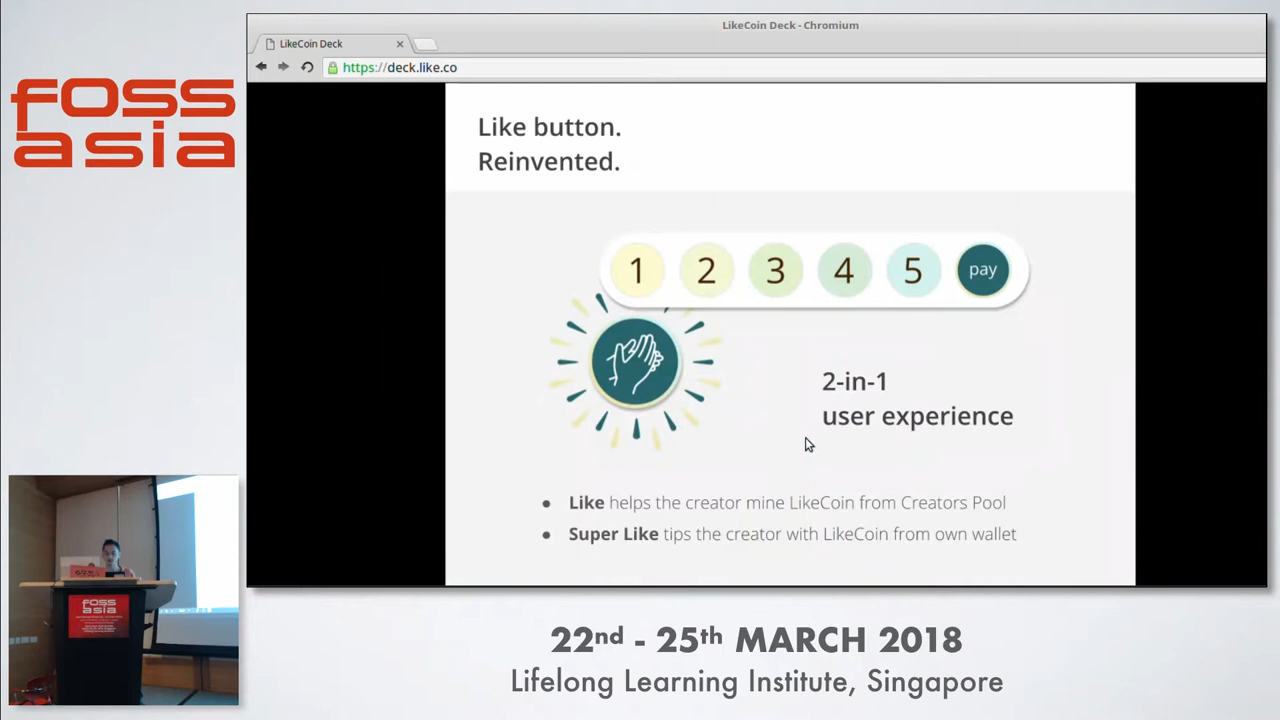 foss
asia
LikeCoin Deck - Chromium
LikeCoin Deck
https://deck.like.co
Like button.
Reinvented.
1 2 3 4 5 pay
2-in-1
user experience
• Like helps the creator mine LikeCoin from Creators Pool
• Super Like tips the creator with LikeCoin from own wallet
foss
asia
22nd - 25th MARCH 2018
Lifelong Learning Institute, Singapore